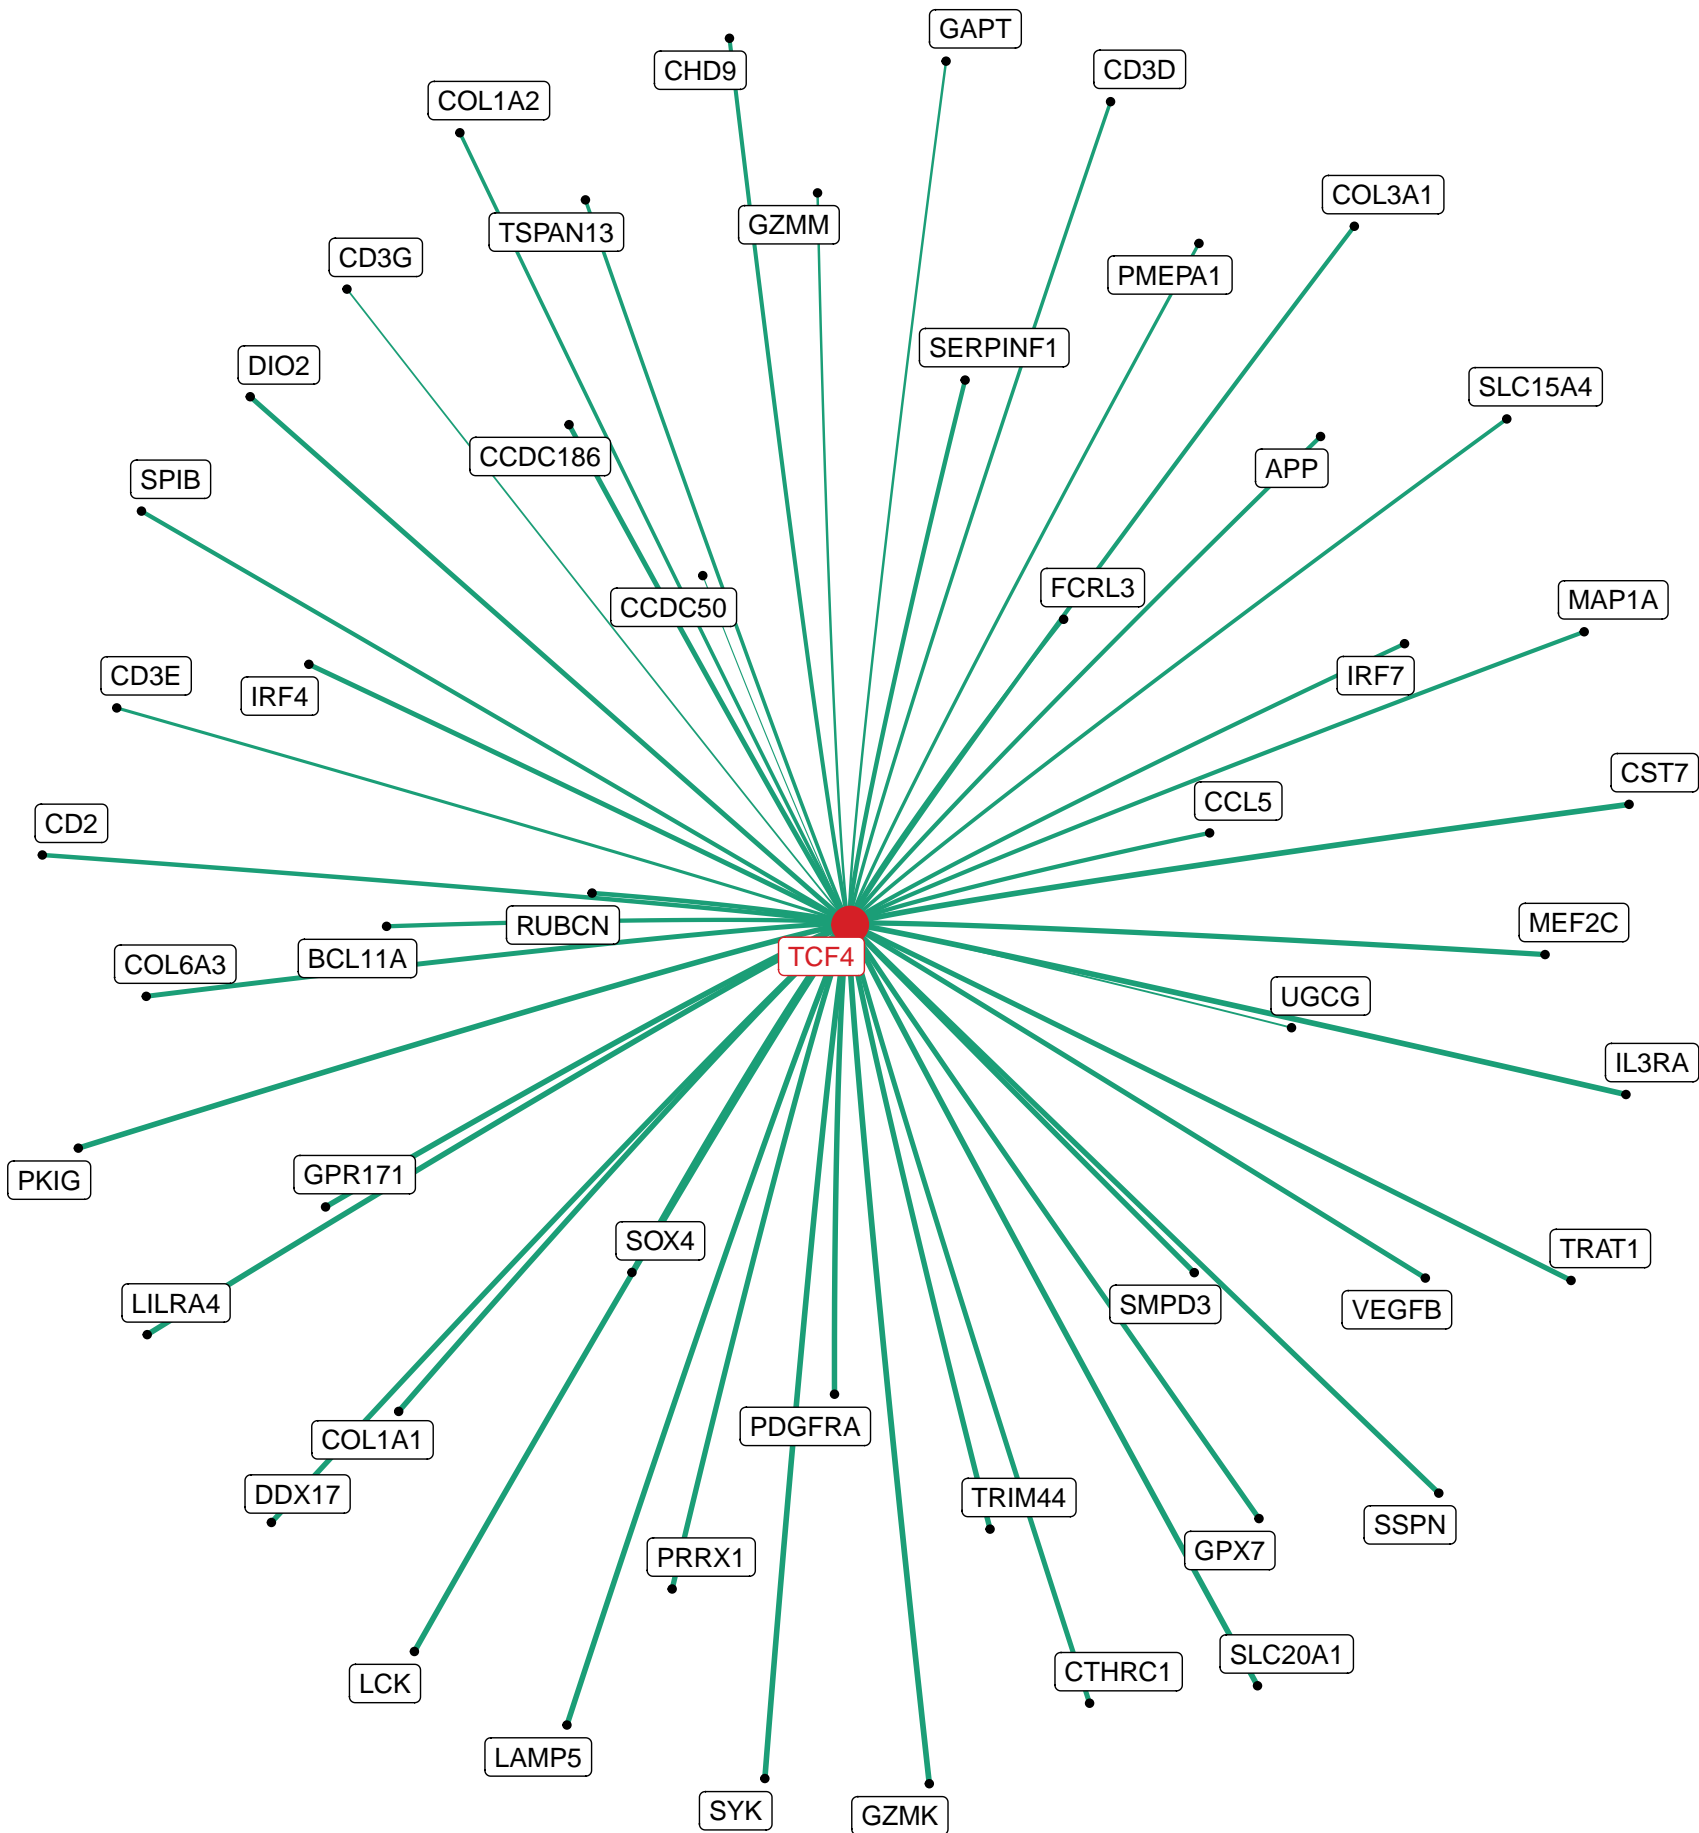 GAPT
CHD9
CD3D
COL1A2
COL3A1
GZMM
TSPAN13
CD3G
PMEPA1
SERPINF1
DIO2
SLC15A4
CCDC186
APP
SPIB
FCRL3
MAP1A
CCDC50
CD3E
IRF7
IRF4
CST7
CCL5
CD2
MEF2C
RUBCN
TCF4
BCL11A
COL6A3
UGCG
IL3RA
GPR171
PKIG
SOX4
TRAT1
LILRA4
SMPD3
VEGFB
PDGFRA
COL1A1
DDX17
TRIM44
SSPN
GPX7
PRRX1
SLC20A1
CTHRC1
LCK
LAMP5
SYK
GZMK